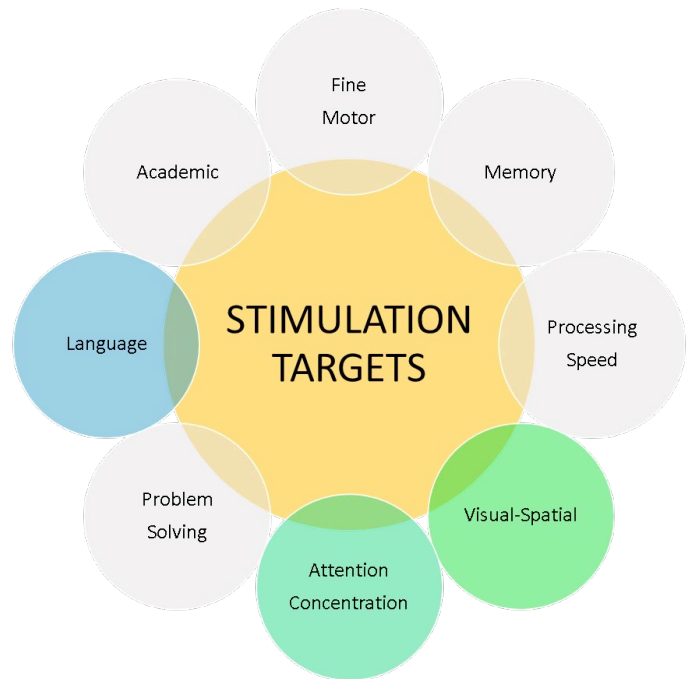 Fine
Motor
Academic
Memory
Language
STIMULATION
TARGETS
Processing
Speed
Problem
Solving
Visual-Spatial
Attention
Concentration